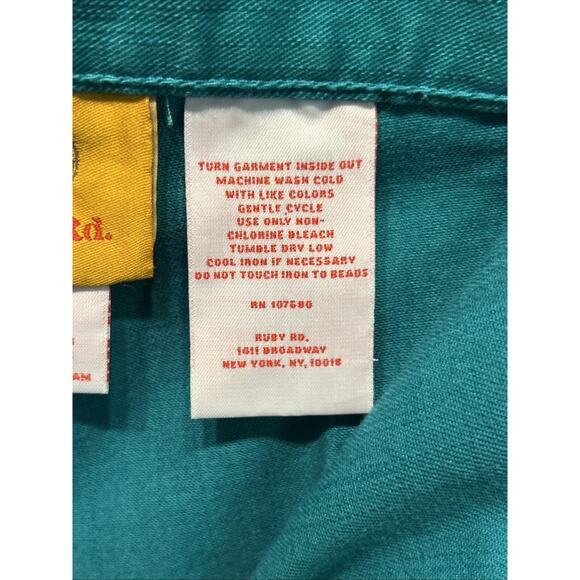 TURN GARMENT INSIDE OUT
MACHINE WASH COLD
WITH LIKE COLORS
GENTLE CYCLE
USE ONLY NON-
CHLORINE BLEACH
TUMBLE DRY LOW
COOL IRON IF NECESSARY
DO NOT TOUCH IRON TO BEADS
RN 107580
RUBY RD.
1411 BROADWAY
NEW YORK, NY, 10018
Rd.
AM